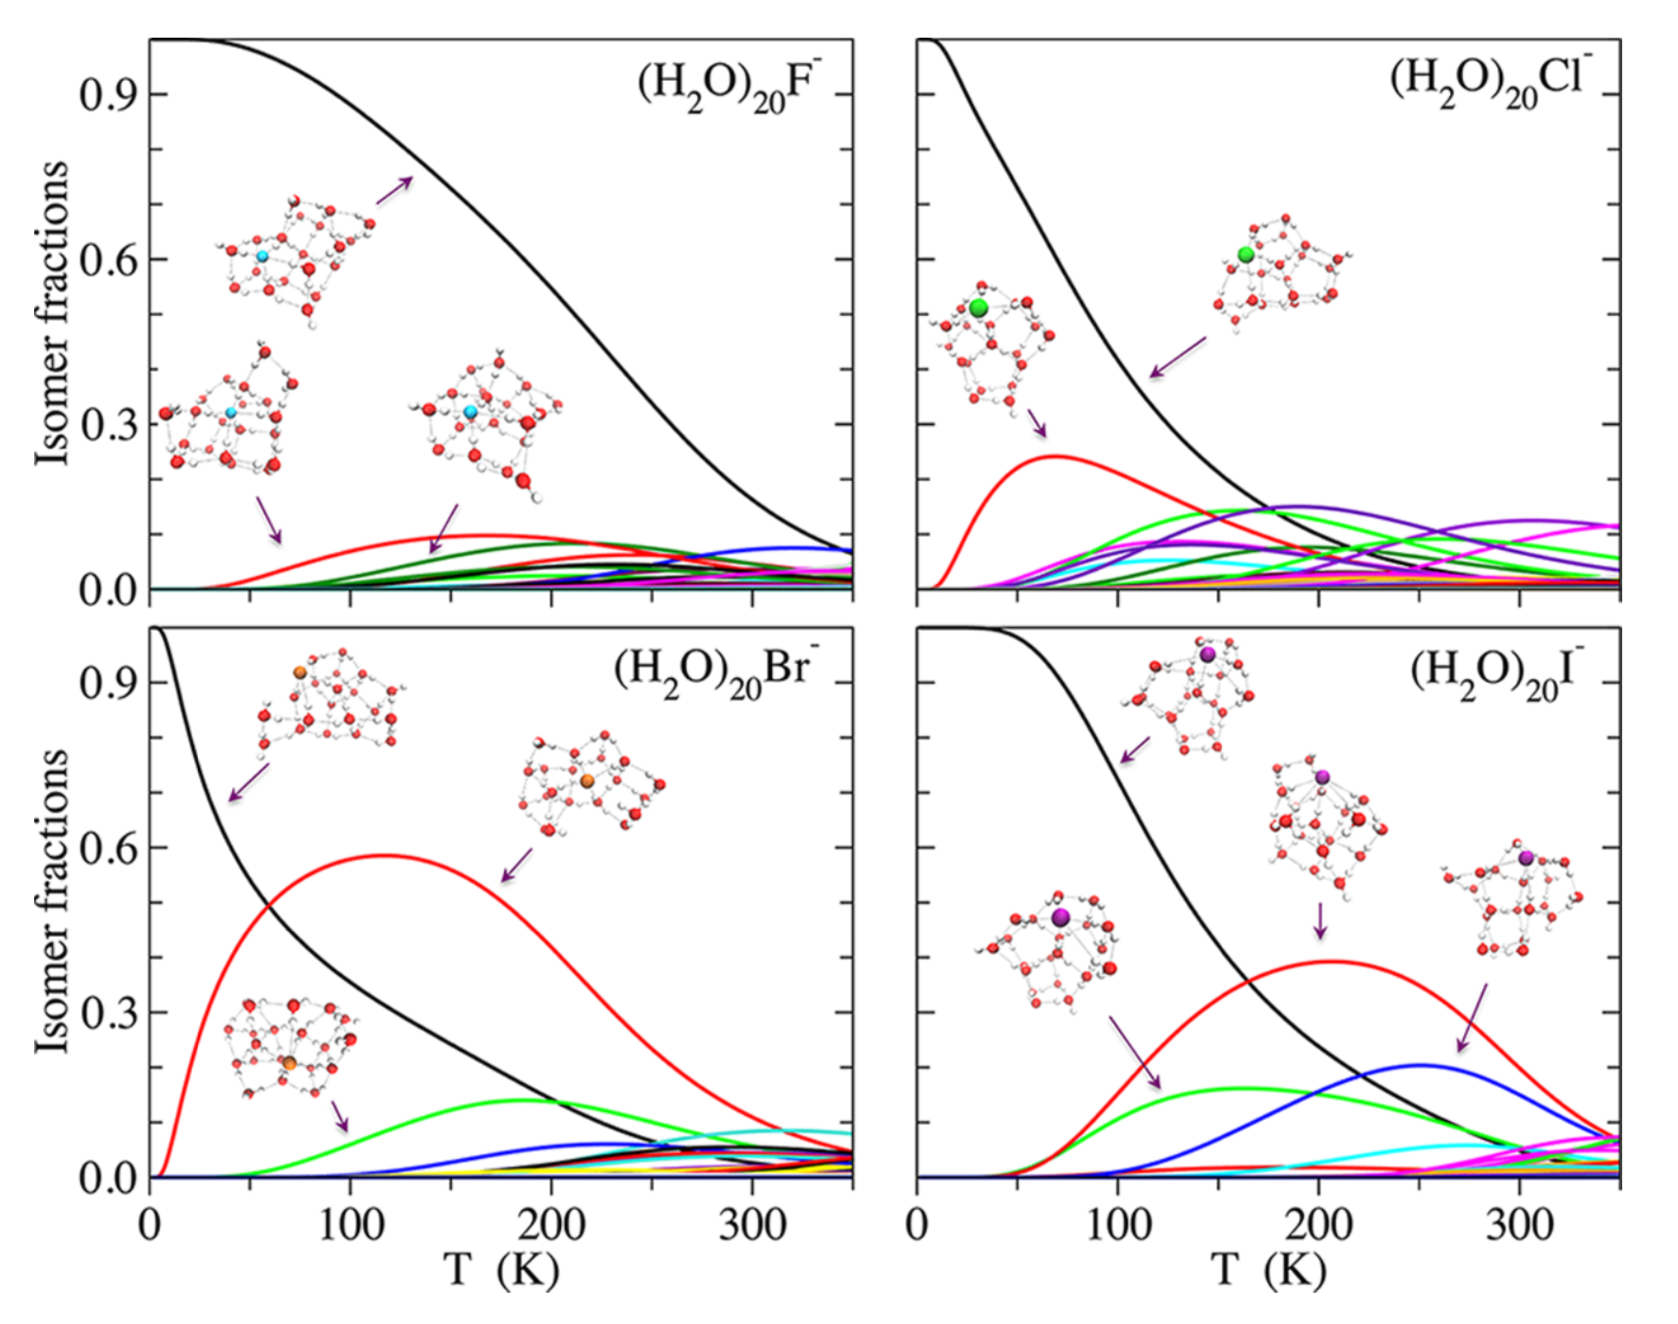 (H2O)20F-
(H2O)20Cl-
Isomer fractions
0.9
0.6
0.3
0.0
(H2O)20Br-
(H2O)20I-
Isomer fractions
0.9
0.6
0.3
0.0
0 100 200 300
0 100 200 300
T (K)
T (K)